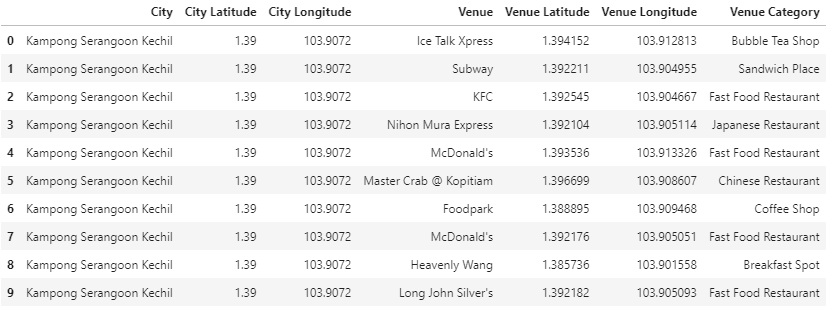 City City Latitude City Longitude Venue Venue Latitude Venue Longitude Venue Category
0 Kampong Serangoon Kechil 1.39 103.9072 Ice Talk Xpress 1.394152 103.912813 Bubble Tea Shop
1 Kampong Serangoon Kechil 1.39 103.9072 Subway 1.392211 103.904955 Sandwich Place
2 Kampong Serangoon Kechil 1.39 103.9072 KFC 1.392545 103.904667 Fast Food Restaurant
3 Kampong Serangoon Kechil 1.39 103.9072 Nihon Mura Express 1.392104 103.905114 Japanese Restaurant
4 Kampong Serangoon Kechil 1.39 103.9072 McDonald's 1.393536 103.913326 Fast Food Restaurant
5 Kampong Serangoon Kechil 1.39 103.9072 Master Crab @ Kopitiam 1.396699 103.908607 Chinese Restaurant
6 Kampong Serangoon Kechil 1.39 103.9072 Foodpark 1.388895 103.909468 Coffee Shop
7 Kampong Serangoon Kechil 1.39 103.9072 McDonald's 1.392176 103.905051 Fast Food Restaurant
8 Kampong Serangoon Kechil 1.39 103.9072 Heavenly Wang 1.385736 103.901558 Breakfast Spot
9 Kampong Serangoon Kechil 1.39 103.9072 Long John Silver's 1.392182 103.905093 Fast Food Restaurant